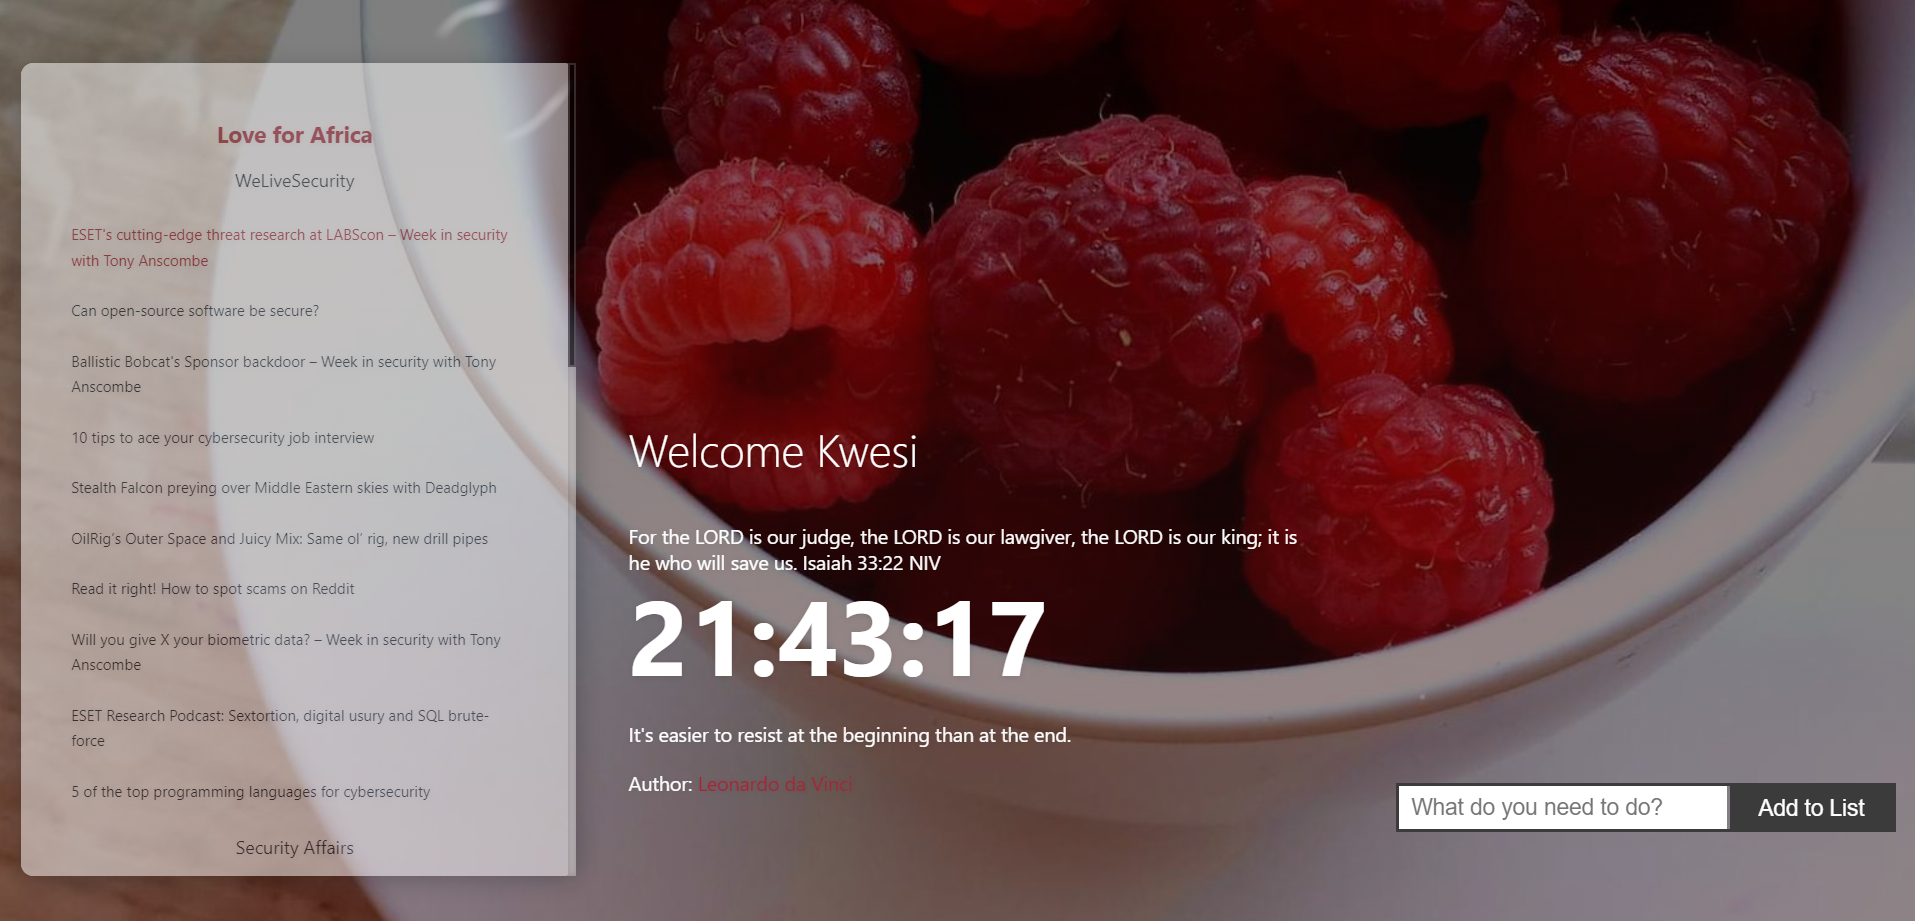 Love for Africa
WeLiveSecurity
ESET's cutting-edge threat research at LABScon – Week in security
with Tony Anscombe
Can open-source software be secure?
Ballistic Bobcat's Sponsor backdoor – Week in security with Tony
Anscombe
10 tips to ace your cybersecurity job interview
Stealth Falcon preying over Middle Eastern skies with Deadglyph
OilRig's Outer Space and Juicy Mix: Same ol' rig, new drill pipes
Read it right! How to spot scams on Reddit
Will you give X your biometric data? – Week in security with Tony
Anscombe
ESET Research Podcast: Sextortion, digital usury and SQL brute-
force
5 of the top programming languages for cybersecurity
Security Affairs
Welcome Kwesi
For the LORD is our judge, the LORD is our lawgiver, the LORD is our king; it is
he who will save us. Isaiah 33:22 NIV
21:43:17
It's easier to resist at the beginning than at the end.
Author: Leonardo da Vinci
What do you need to do? Add to List